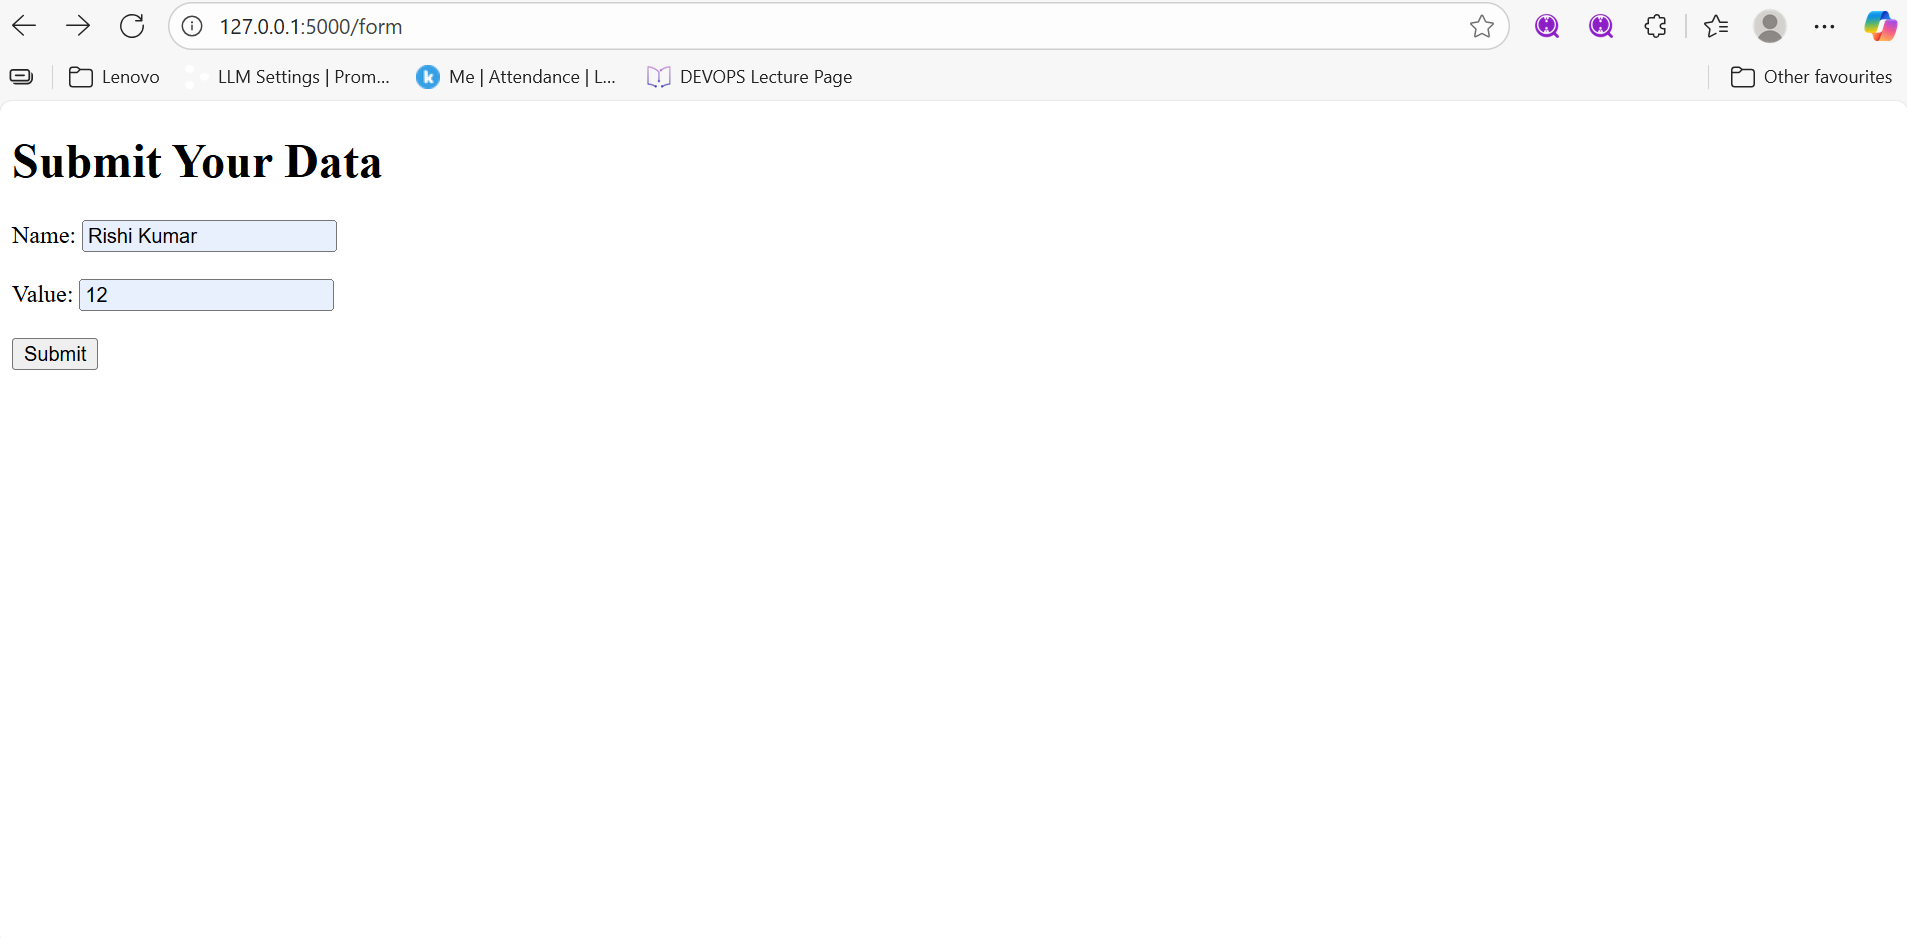 127.0.0.1:5000/form
Lenovo
LLM Settings | Prom...
Me | Attendance | L...
DEVOPS Lecture Page
Other favourites
Submit Your Data
Name: Rishi Kumar
Value: 12
Submit